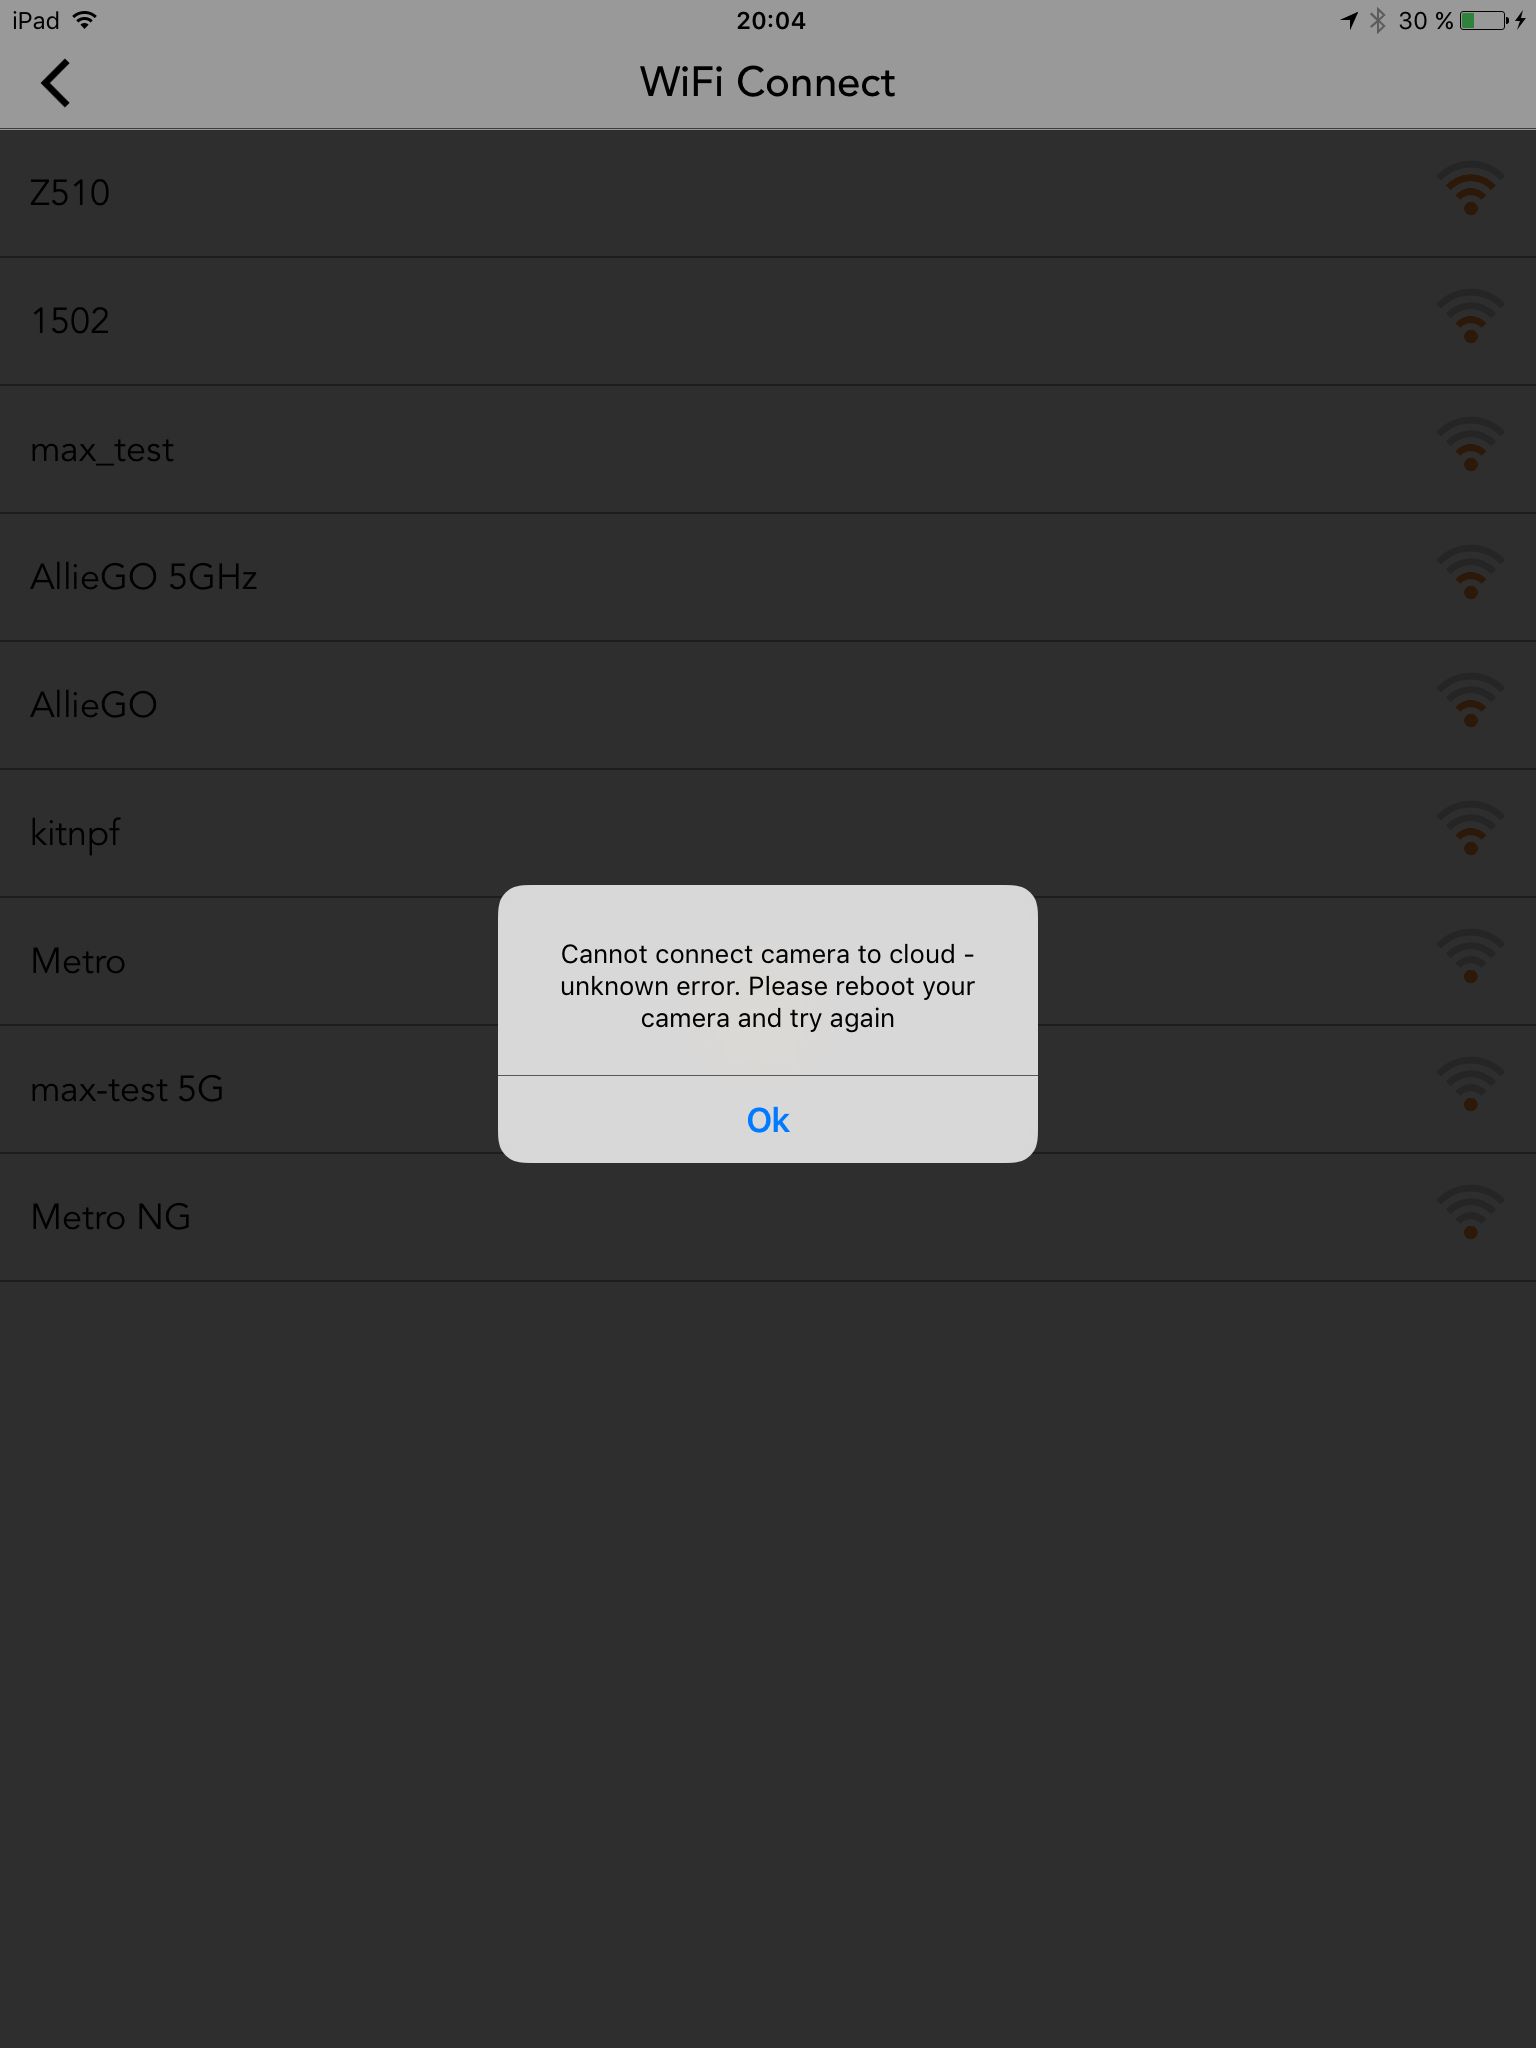 iPad 20:04 30 %
WiFi Connect
Z510
1502
max_test
AllieGO 5GHz
AllieGO
kitnpf
Metro
Cannot connect camera to cloud -
unknown error. Please reboot your
camera and try again
max-test 5G
Ok
Metro NG